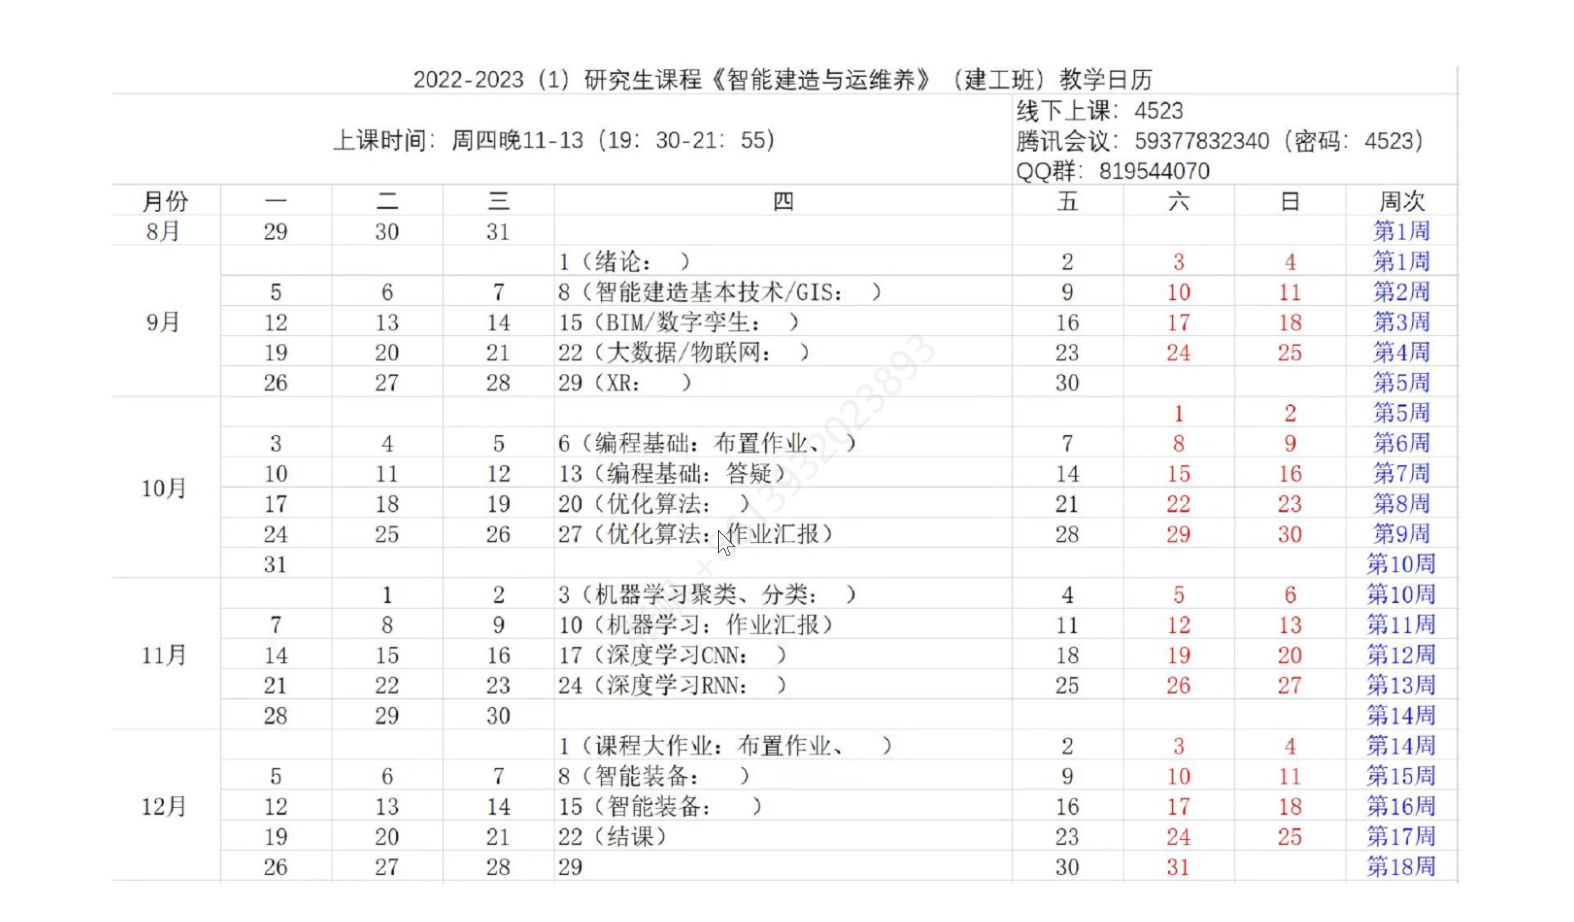 2022-2023（1）研究生课程《智能建造与运维养》（建工班）教学日历
上课时间：周四晚11-13（19：30-21：55）
线下上课：4523
腾讯会议：59377832340（密码：4523）
QQ群：819544070
月份 一 二 三 四 五 六 日 周次
8月 29 30 31 第1周
1（绪论： ） 2 3 4 第1周
5 6 7 8（智能建造基本技术/GIS： ） 9 10 11 第2周
9月 12 13 14 15（BIM/数字孪生： ） 16 17 18 第3周
19 20 21 22（大数据/物联网： ） 23 24 25 第4周
26 27 28 29（XR： ） 30 第5周
1 2 第5周
3 4 5 6（编程基础：布置作业、 ） 7 8 9 第6周
10月 10 11 12 13（编程基础：答疑） 14 15 16 第7周
17 18 19 20（优化算法： ） 21 22 23 第8周
24 25 26 27（优化算法：作业汇报） 28 29 30 第9周
31 第10周
1 2 3（机器学习聚类、分类： ） 4 5 6 第10周
7 8 9 10（机器学习：作业汇报） 11 12 13 第11周
11月 14 15 16 17（深度学习CNN： ） 18 19 20 第12周
21 22 23 24（深度学习RNN： ） 25 26 27 第13周
28 29 30 第14周
1（课程大作业：布置作业、 ） 2 3 4 第14周
5 6 7 8（智能装备： ） 9 10 11 第15周
12月 12 13 14 15（智能装备： ） 16 17 18 第16周
19 20 21 22（结课） 23 24 25 第17周
26 27 28 29 30 31 第18周